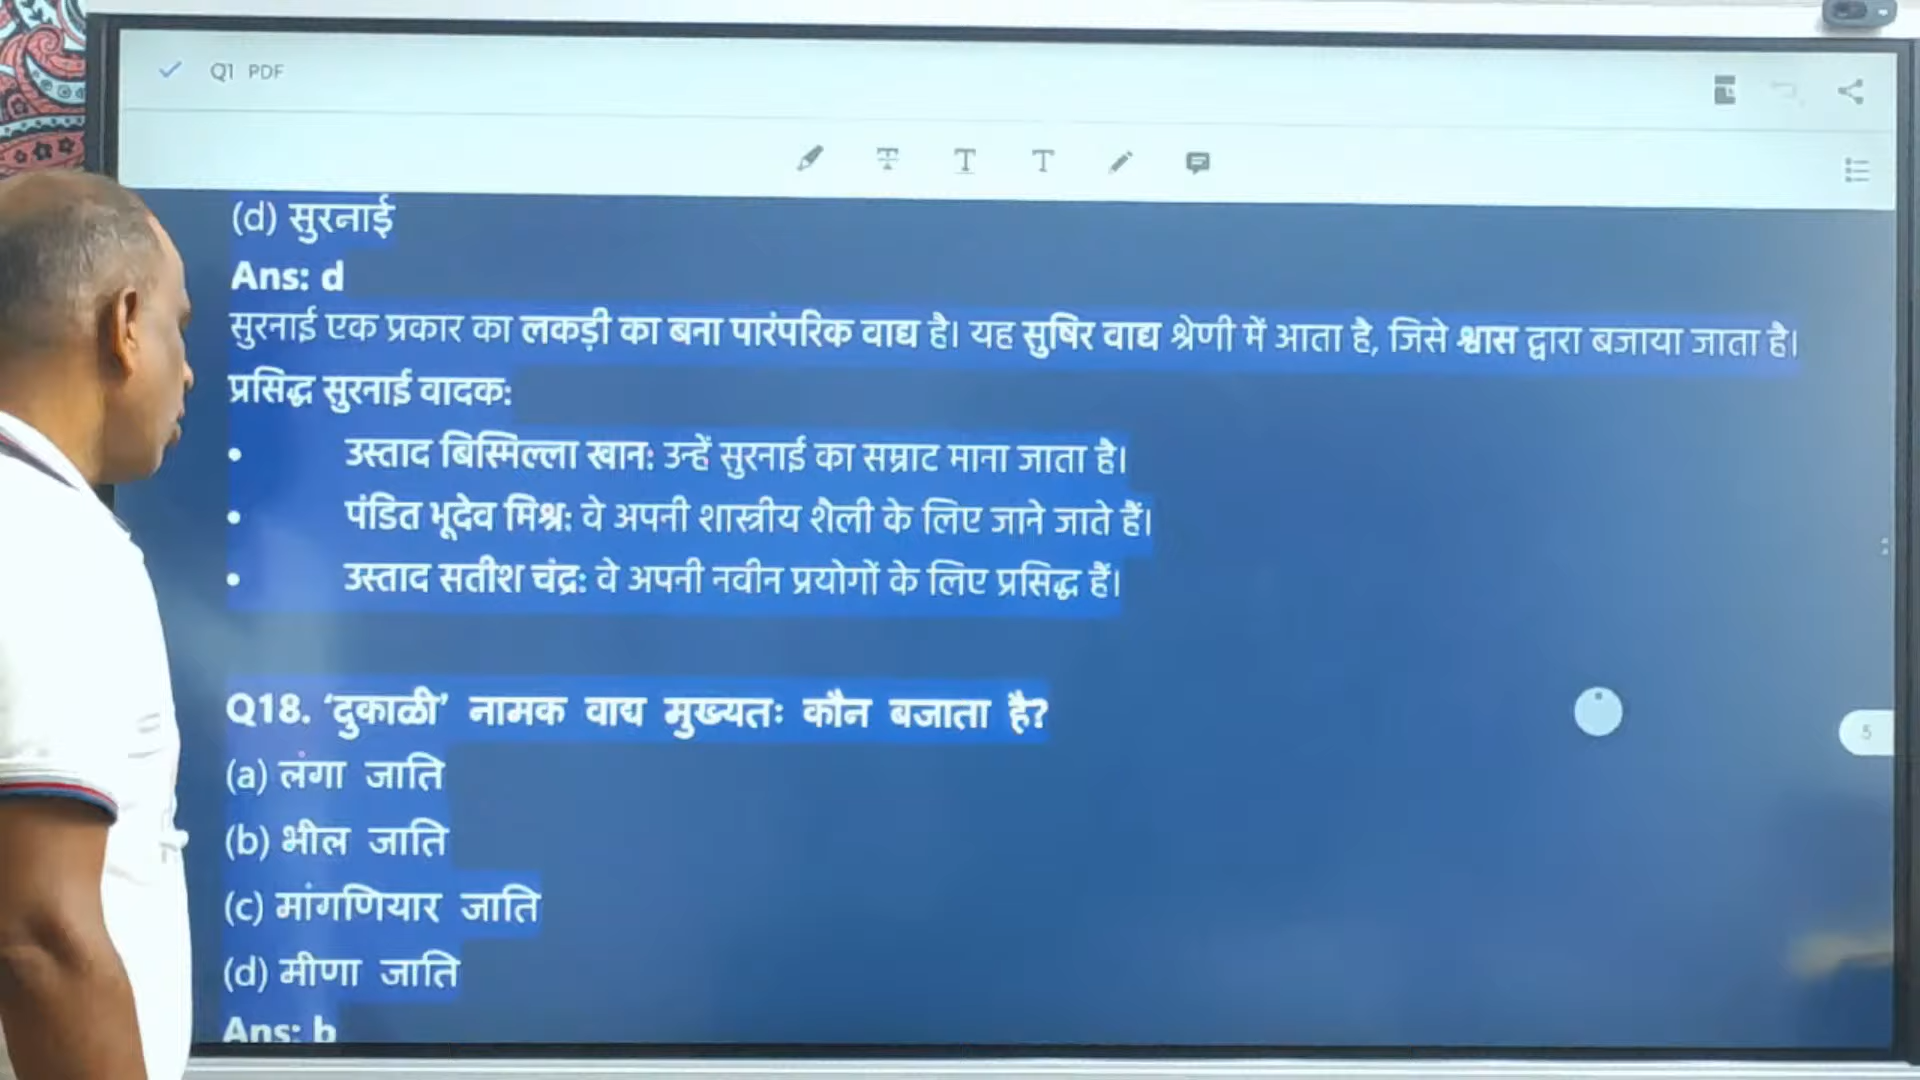 Q1 PDF
(d) सुरनाई
Ans: d
सुरनाई एक प्रकार का लकड़ी का बना पारंपरिक वाद्य है। यह सुषिर वाद्य श्रेणी में आता है, जिसे श्वास द्वारा बजाया जाता है।
प्रसिद्ध सुरनाई वादक:
• उस्ताद बिस्मिल्ला खान: उन्हें सुरनाई का सम्राट माना जाता है।
• पंडित भूदेव मिश्र: वे अपनी शास्त्रीय शैली के लिए जाने जाते हैं।
• उस्ताद सतीश चंद्र: वे अपनी नवीन प्रयोगों के लिए प्रसिद्ध हैं।
Q18. ‘दुकाळी’ नामक वाद्य मुख्यतः कौन बजाता है?
(a) लंगा जाति
(b) भील जाति
(c) मांगणियार जाति
(d) मीणा जाति
Ans: b
5